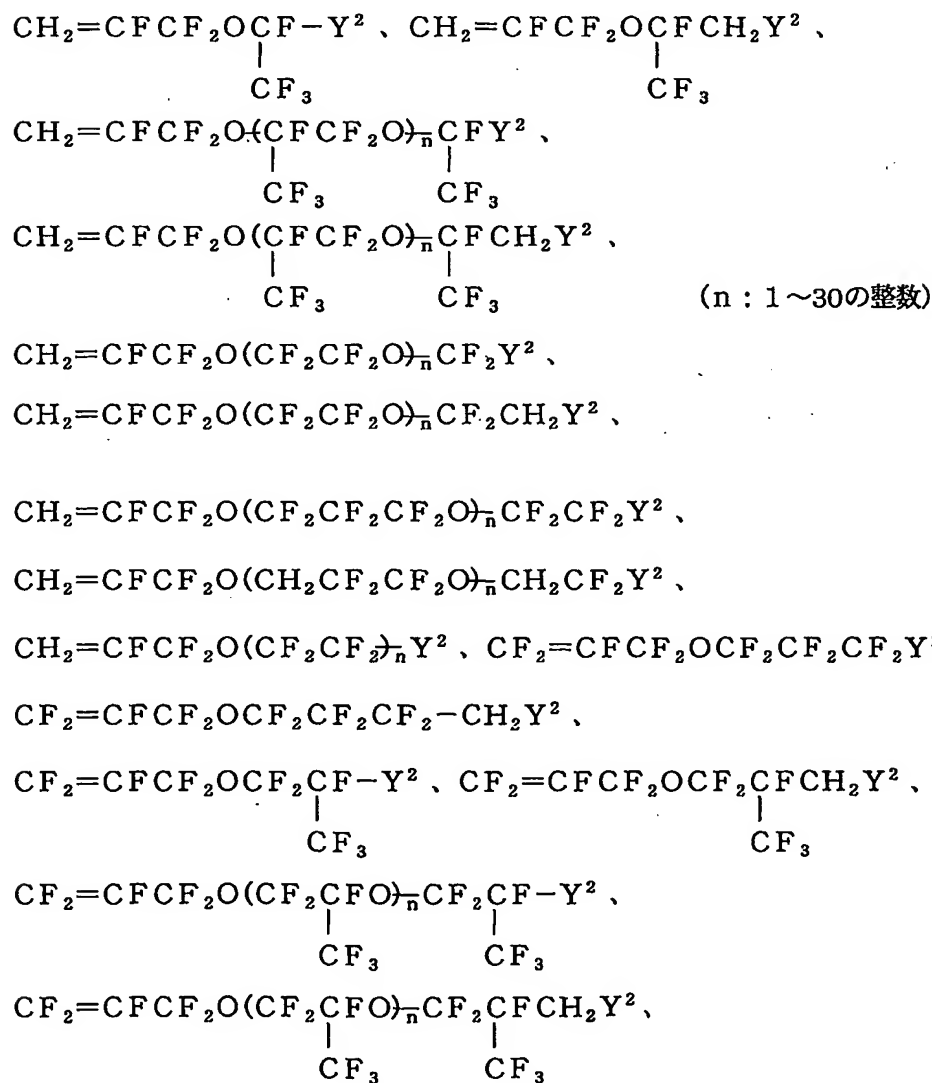 CH₂=CFCF₂OCF−Y²、CH₂=CFCF₂OCFCH₂Y²、
CF₃ CF₃
CH₂=CFCF₂O(CFCF₂O)ₙCFY²、
CF₃ CF₃
CH₂=CFCF₂O(CFCF₂O)ₙCFCH₂Y²、
CF₃ CF₃ (n：1～30の整数)
CH₂=CFCF₂O(CF₂CF₂O)ₙCF₂Y²、
CH₂=CFCF₂O(CF₂CF₂O)ₙCF₂CH₂Y²、
CH₂=CFCF₂O(CF₂CF₂CF₂O)ₙCF₂CF₂Y²、
CH₂=CFCF₂O(CH₂CF₂CF₂O)ₙCH₂CF₂Y²、
CH₂=CFCF₂O(CF₂CF₂)ₙY²、CF₂=CFCF₂OCF₂CF₂CF₂Y
CF₂=CFCF₂OCF₂CF₂CF₂−CH₂Y²、
CF₂=CFCF₂OCF₂CF−Y²、CF₂=CFCF₂OCF₂CFCH₂Y²、
CF₃ CF₃
CF₂=CFCF₂O(CF₂CFO)ₙCF₂CF−Y²、
CF₃ CF₃
CF₂=CFCF₂O(CF₂CFO)ₙCF₂CFCH₂Y²、
CF₃ CF₃